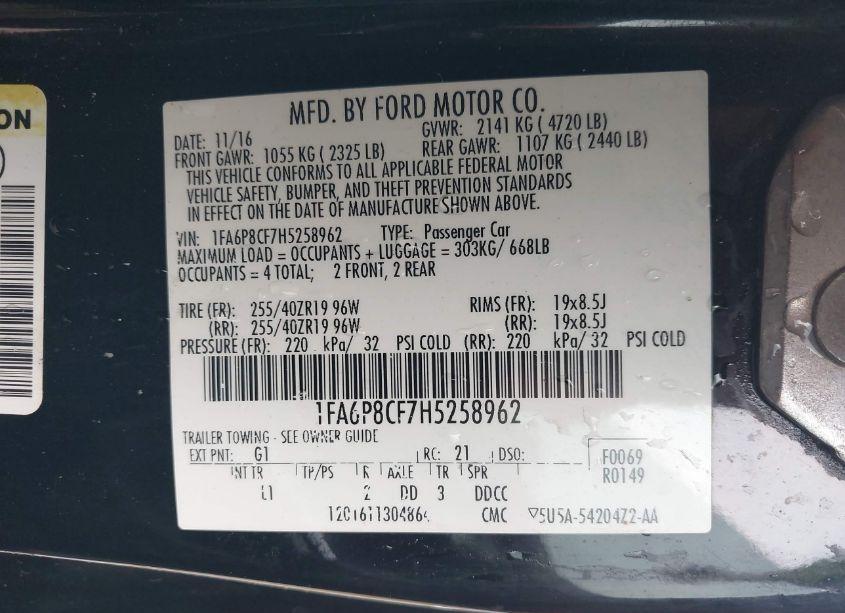 ON
MFD. BY FORD MOTOR CO.
DATE: 11/16 GVWR: 2141 KG ( 4720 LB)
FRONT GAWR: 1055 KG ( 2325 LB) REAR GAWR: 1107 KG ( 2440 LB)
THIS VEHICLE CONFORMS TO ALL APPLICABLE FEDERAL MOTOR
VEHICLE SAFETY, BUMPER, AND THEFT PREVENTION STANDARDS
IN EFFECT ON THE DATE OF MANUFACTURE SHOWN ABOVE.
VIN: 1FA6P8CF7H5258962 TYPE: Passenger Car
MAXIMUM LOAD = OCCUPANTS + LUGGAGE = 303KG/ 668LB
OCCUPANTS = 4 TOTAL; 2 FRONT, 2 REAR
TIRE (FR): 255/40ZR19 96W RIMS (FR): 19x8.5J
(RR): 255/40ZR19 96W (RR): 19x8.5J
PRESSURE (FR): 220 kPa/ 32 PSI COLD (RR): 220 kPa/ 32 PSI COLD
1FA6P8CF7H5258962
TRAILER TOWING - SEE OWNER GUIDE
EXT PNT: G1 RC: 21 DSO: F0069
R0149
INT TR TP/PS R AXLE TR SPR
2 DD 3 DDCC
CMC 5U5A-54204Z2-AA